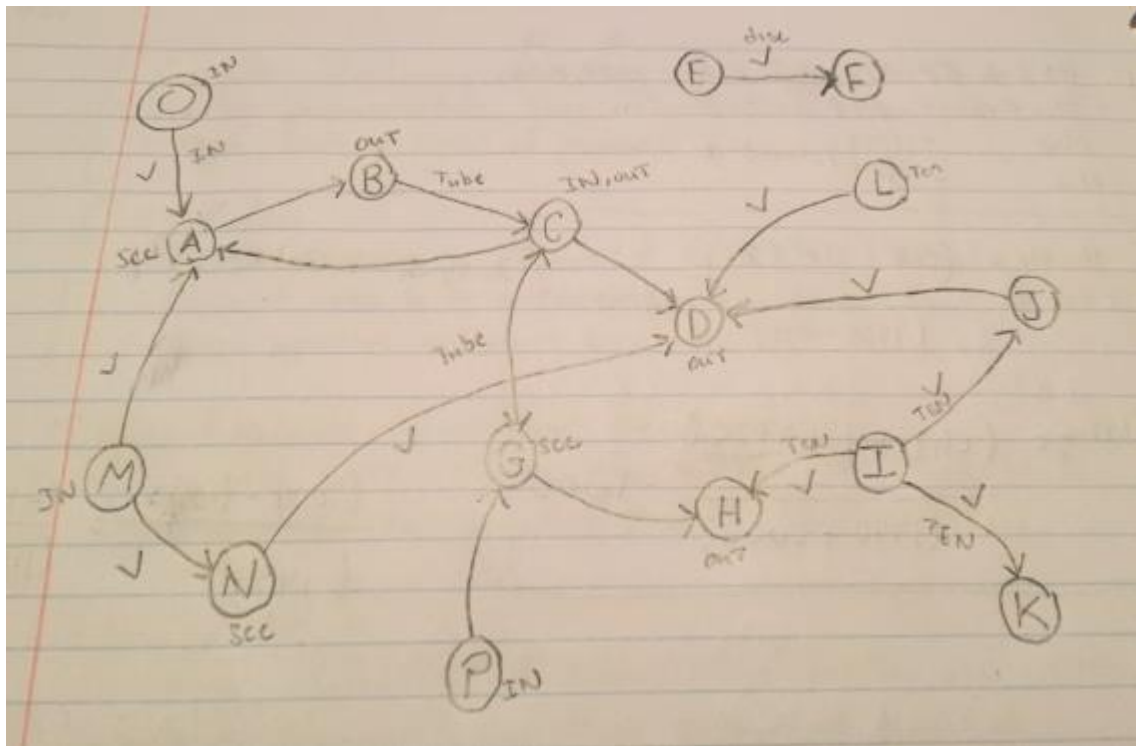 IN
O
IN
disc
E
F
OUT
B
Tube
IN, OUT
C
L
Ten
SCC
A
J
D
OUT
Tube
TEN
M
IN
G
SCC
TEN
I
H
OUT
TEN
N
SCC
K
P
IN